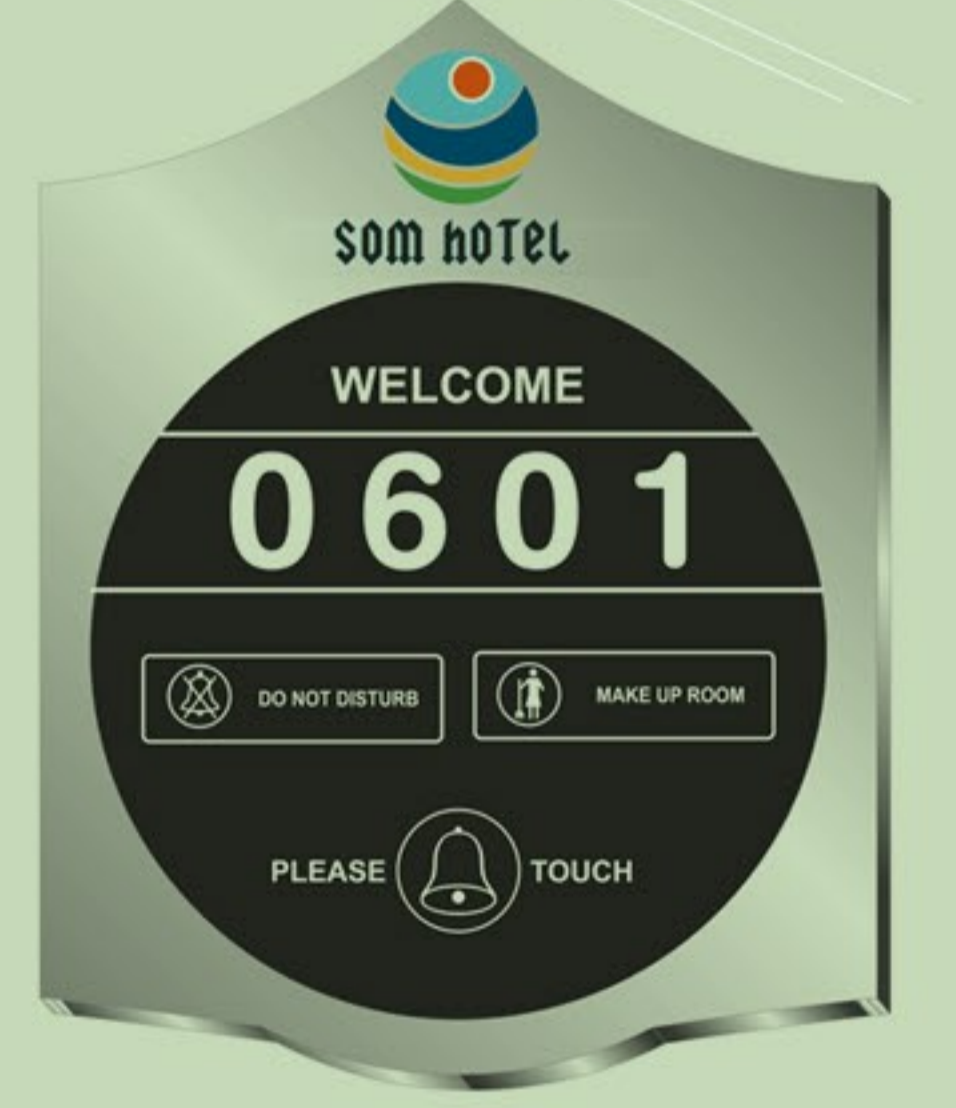 SOM hOTEL
WELCOME
0601
DO NOT DISTURB
MAKE UP ROOM
PLEASE TOUCH